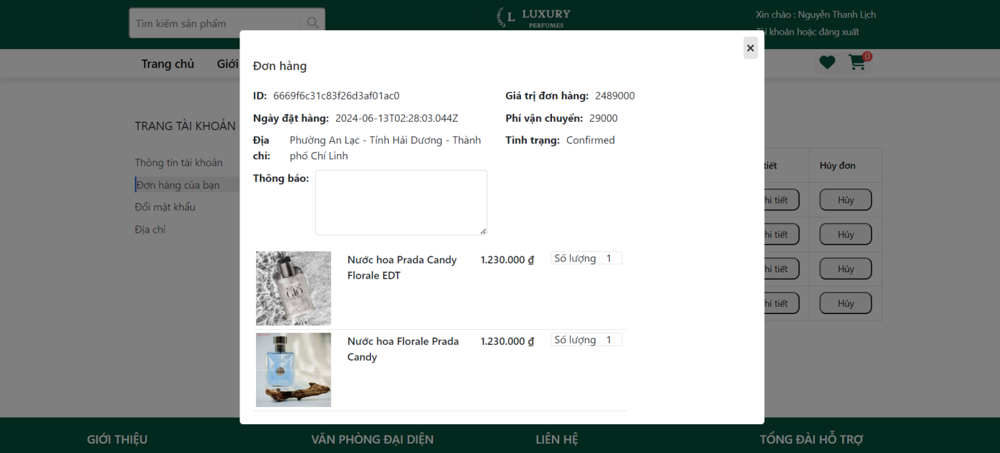 Tìm kiếm sản phẩm
L LUXURY
PERFUMES
Xin chào : Nguyễn Thanh Lịch
Tài khoản hoặc đăng xuất
Trang chủ
Giới
0
TRANG TÀI KHOẢN
Thông tin tài khoản
Đơn hàng của bạn
Đổi mật khẩu
Địa chỉ
×
Đơn hàng
ID: 6669f6c31c83f26d3af01ac0
Giá trị đơn hàng: 2489000
Ngày đặt hàng: 2024-06-13T02:28:03.044Z
Phí vận chuyển: 29000
Địa chỉ: Phường An Lạc - Tỉnh Hải Dương - Thành
phố Chí Linh
Tình trạng: Confirmed
Thông báo:
GIÒ
Nước hoa Prada Candy
Florale EDT
1.230.000 ₫
Số lượng 1
Nước hoa Florale Prada
Candy
1.230.000 ₫
Số lượng 1
tiết
Hủy đơn
hi tiết
Hủy
hi tiết
Hủy
hi tiết
Hủy
hi tiết
Hủy
GIỚI THIỆU
VĂN PHÒNG ĐẠI DIỆN
LIÊN HỆ
TỔNG ĐÀI HỖ TRỢ